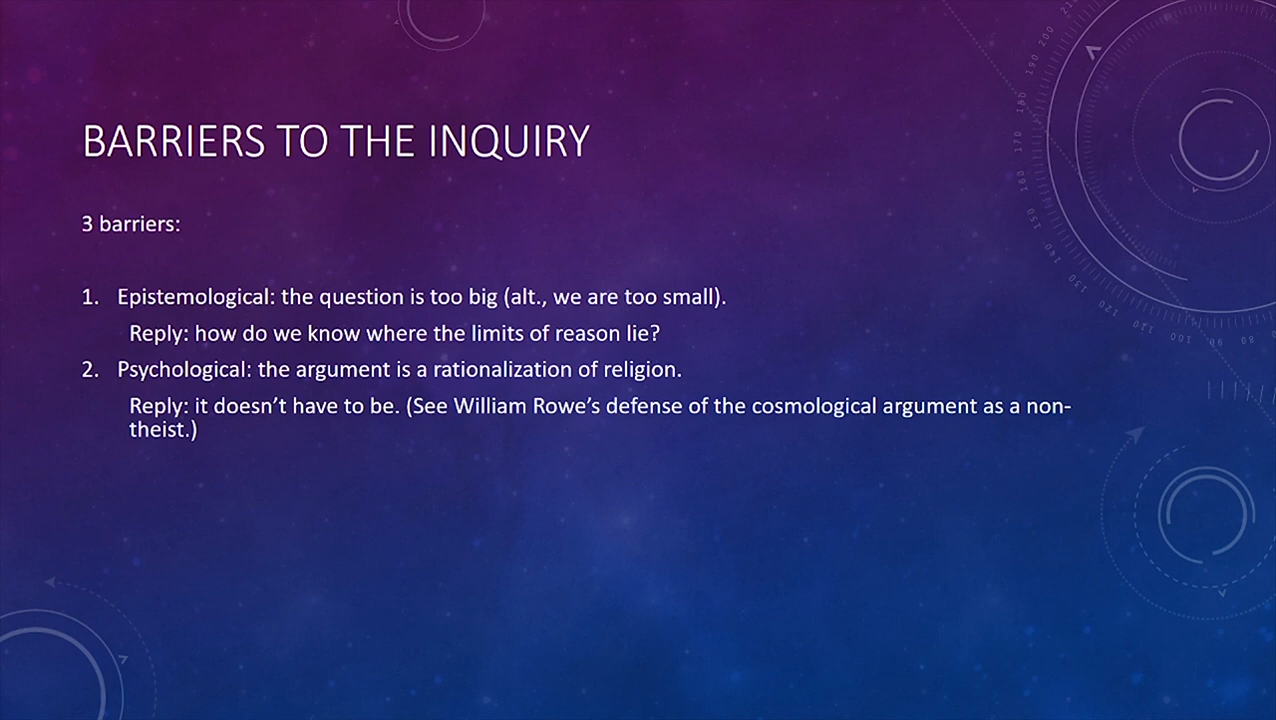 BARRIERS TO THE INQUIRY
3 barriers:
1. Epistemological: the question is too big (alt., we are too small).
Reply: how do we know where the limits of reason lie?
2. Psychological: the argument is a rationalization of religion.
Reply: it doesn’t have to be. (See William Rowe’s defense of the cosmological argument as a non-
theist.)